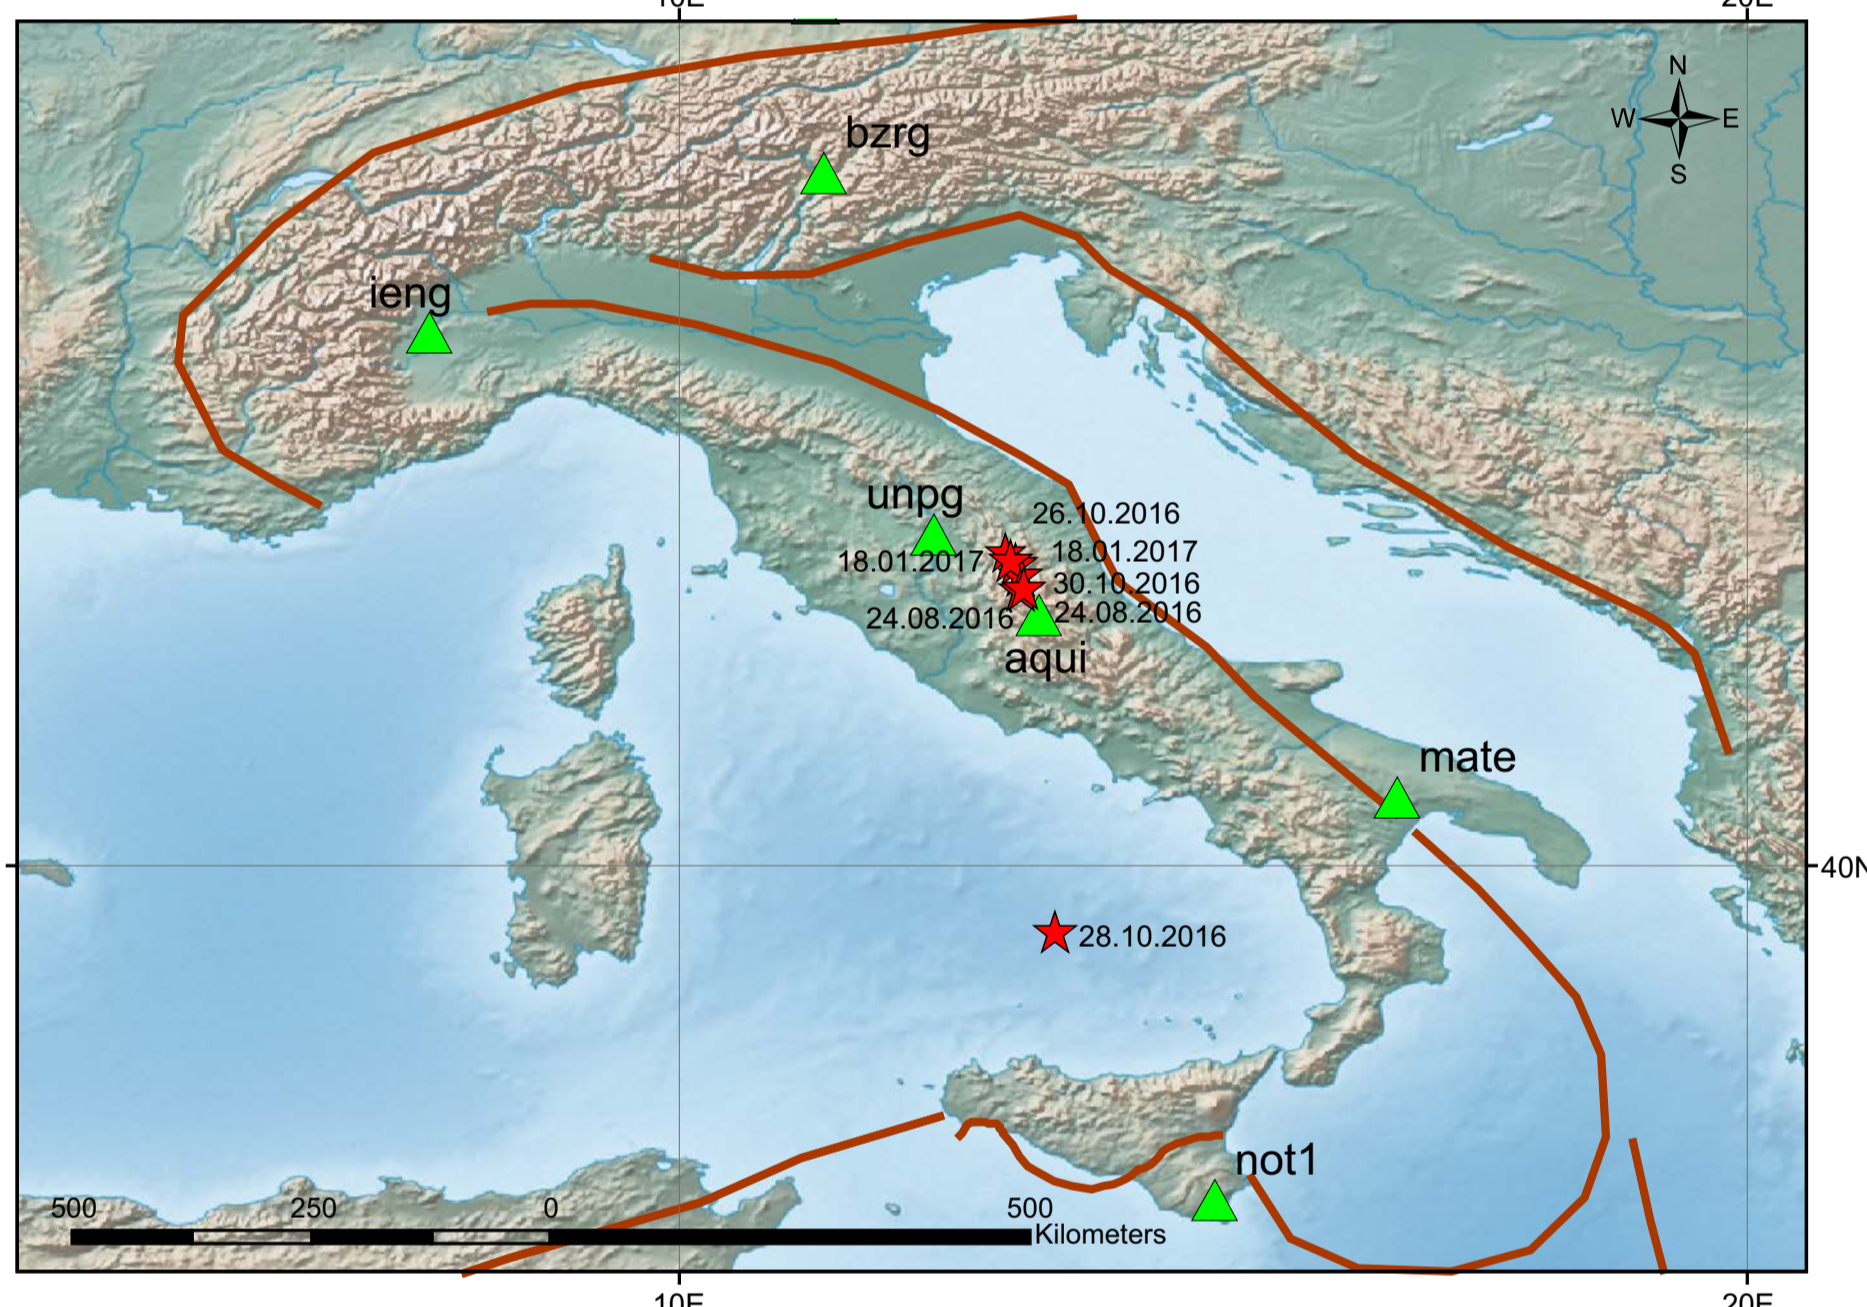 10E 20E
N
W E
S
bzrg
ieng
unpg
26.10.2016
18.01.2017
18.01.2017
30.10.2016
24.08.2016
24.08.2016
aqui
mate
40N
28.10.2016
not1
500 250 0 500
Kilometers
10E 20E